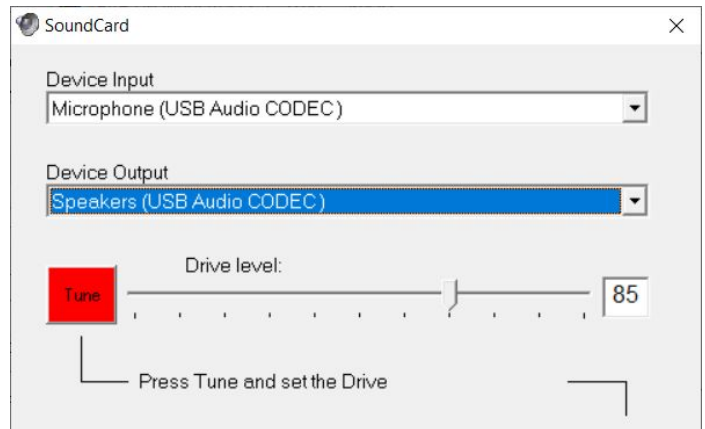 SoundCard
Device Input
Microphone (USB Audio CODEC)
Device Output
Speakers (USB Audio CODEC)
Drive level:
Tune
85
Press Tune and set the Drive